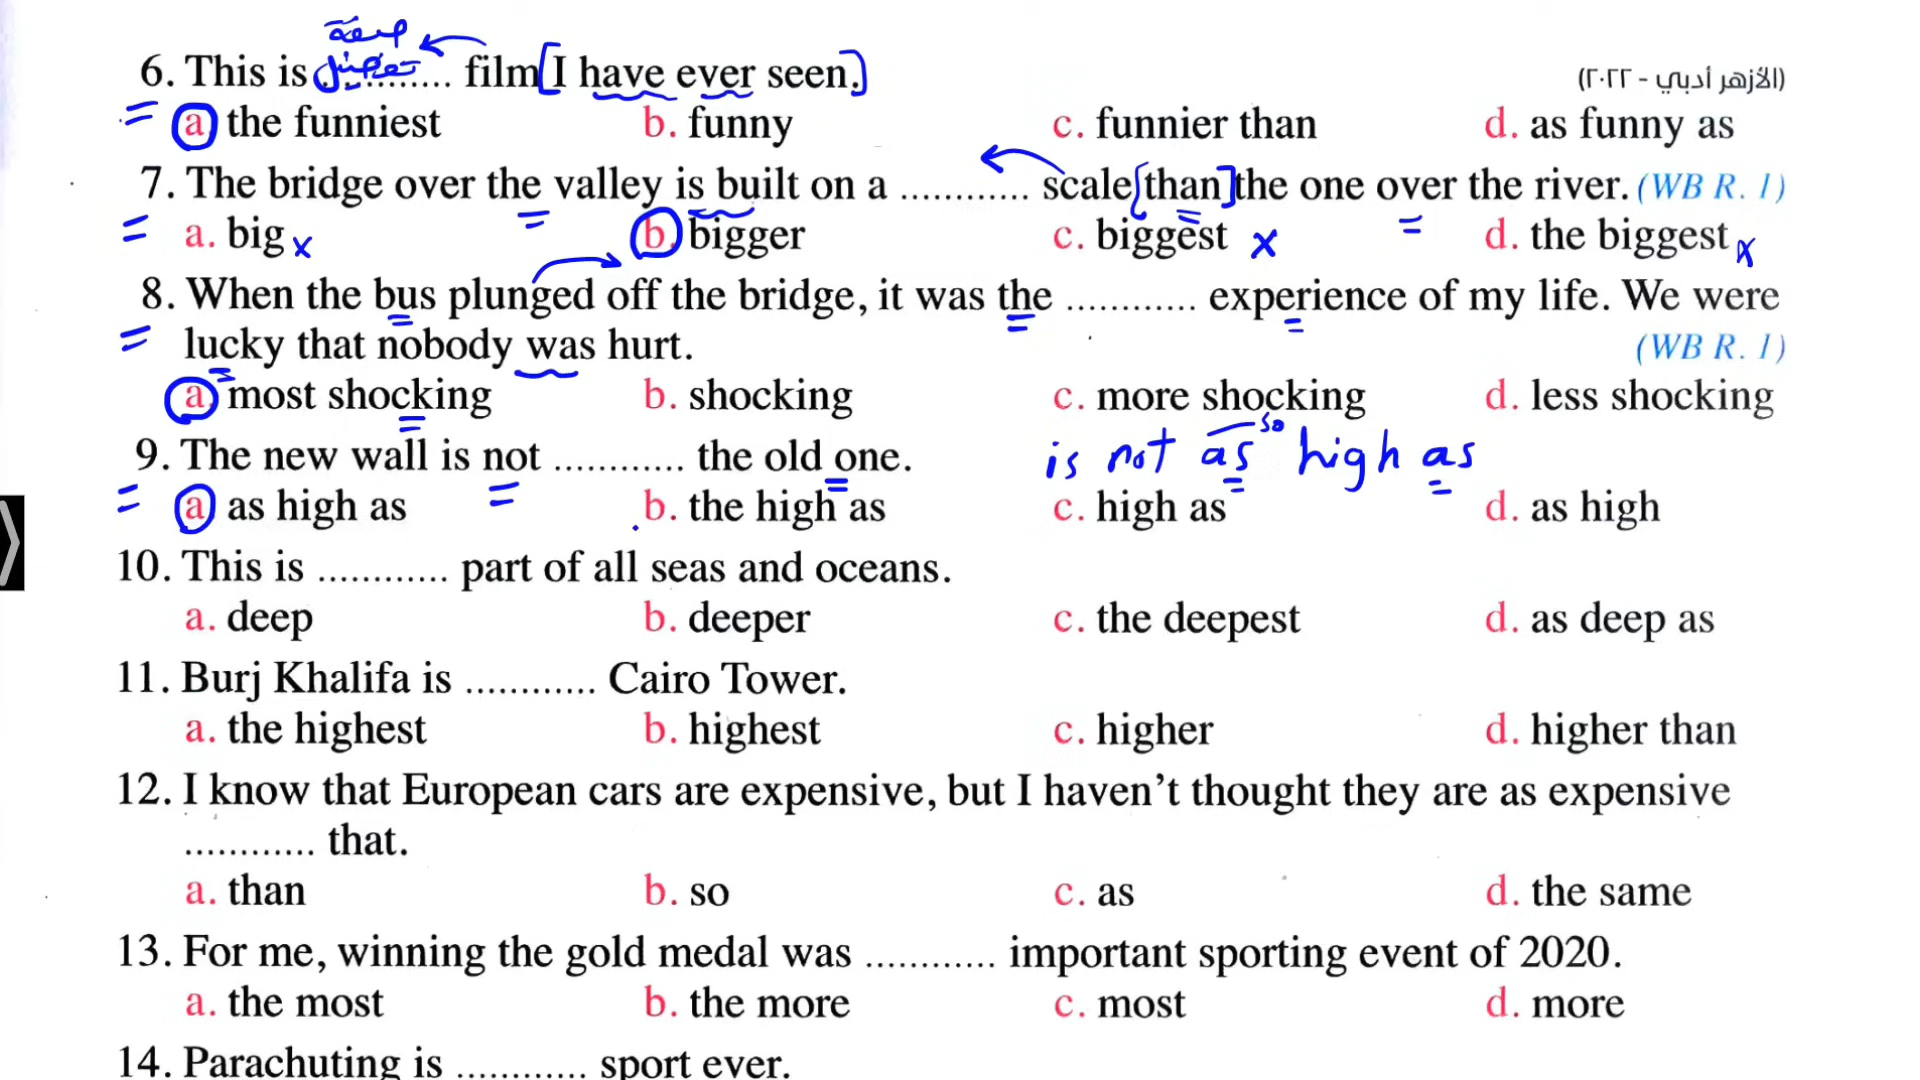 صفة
تفضيل
6. This is ............ film [I have ever seen.] (الأزهر أدبي - ٢٠٢٢)
a. the funniest b. funny c. funnier than d. as funny as
7. The bridge over the valley is built on a ............ scale [than] the one over the river. (WB R. 1)
a. big x b. bigger c. biggest x d. the biggest x
8. When the bus plunged off the bridge, it was the ............ experience of my life. We were
lucky that nobody was hurt. (WB R. 1)
a. most shocking b. shocking c. more shocking d. less shocking
so
9. The new wall is not ............ the old one. is not as high as
a. as high as b. the high as c. high as d. as high
10. This is ............ part of all seas and oceans.
a. deep b. deeper c. the deepest d. as deep as
11. Burj Khalifa is ............ Cairo Tower.
a. the highest b. highest c. higher d. higher than
12. I know that European cars are expensive, but I haven't thought they are as expensive
............ that.
a. than b. so c. as d. the same
13. For me, winning the gold medal was ............ important sporting event of 2020.
a. the most b. the more c. most d. more
14. Parachuting is ............ sport ever.